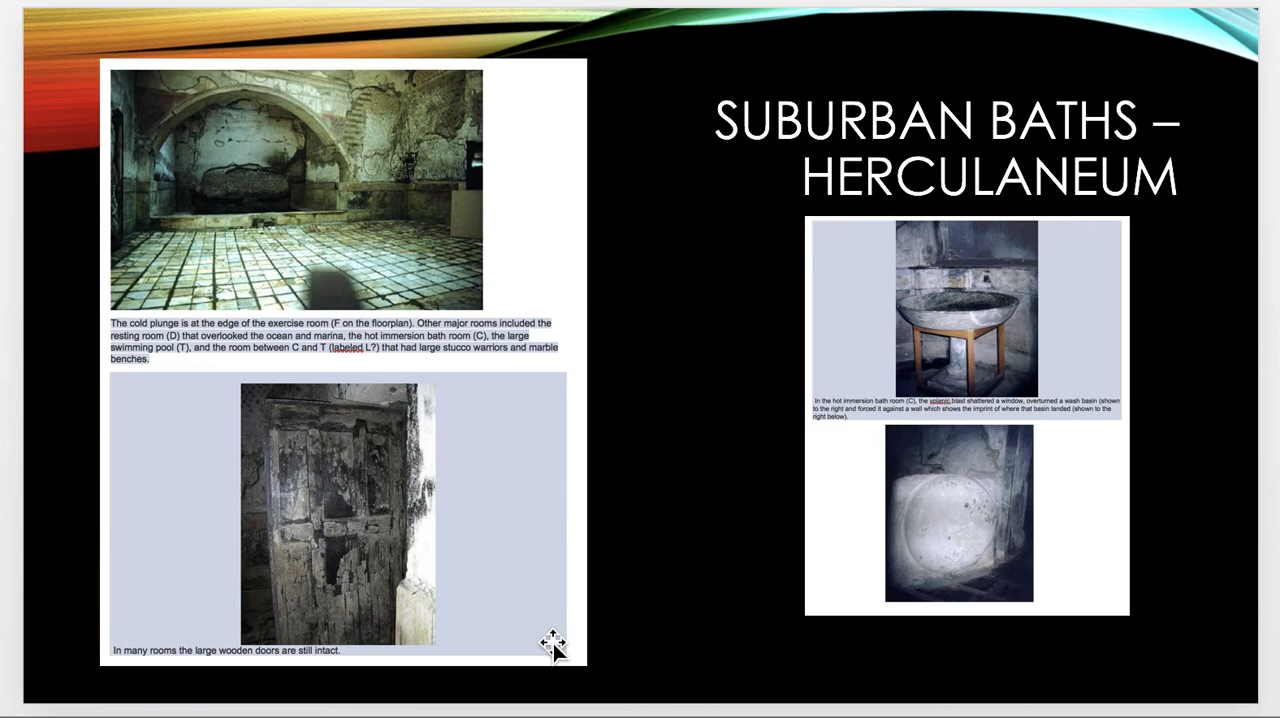 SUBURBAN BATHS –
HERCULANEUM
The cold plunge is at the edge of the exercise room (F on the floorplan). Other major rooms included the
resting room (D) that overlooked the ocean and marina, the hot immersion bath room (C), the large
swimming pool (T), and the room between C and T (labeled L?) that had large stucco warriors and marble
benches.
In many rooms the large wooden doors are still intact.
In the hot immersion bath room (C), the volanic blast shattered a window, overturned a wash basin (shown
to the right and forced it against a wall which shows the imprint of where that basin landed (shown to the
right below).